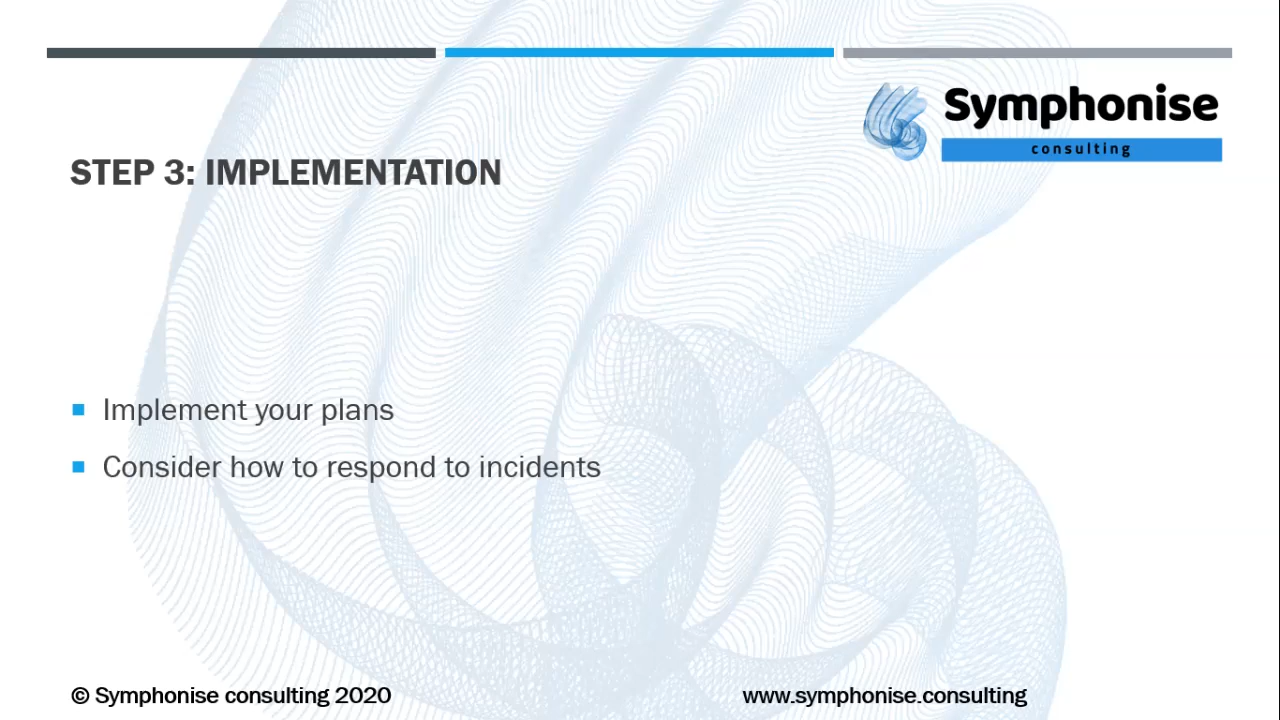 Symphonise
consulting
STEP 3: IMPLEMENTATION
Implement your plans
Consider how to respond to incidents
© Symphonise consulting 2020
www.symphonise.consulting